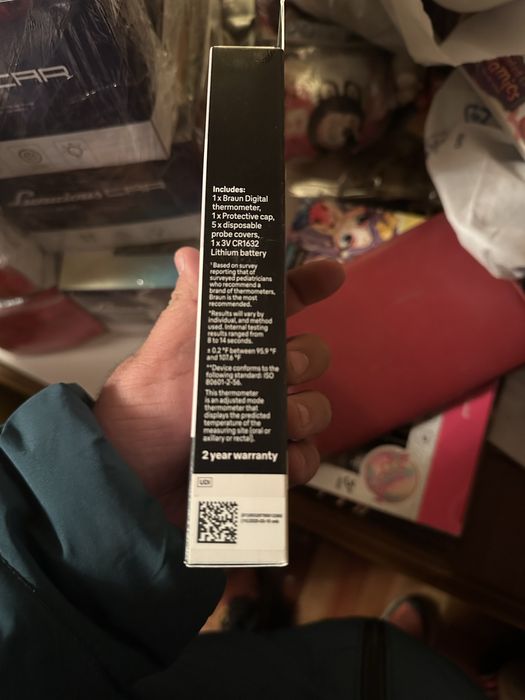 CAR
Includes:
1 x Braun Digital
thermometer,
1 x Protective cap,
5 x disposable
probe covers,
1 x 3V CR1632
Lithium battery
¹ Based on survey
reporting that of
surveyed pediatricians
who recommend a
brand of thermometers,
Braun is the most
recommended.
*Results will vary by
individual, and method
used. Internal testing
results ranged from
8 to 14 seconds.
± 0.2 °F between 95.9 °F
and 107.6 °F
**Device conforms to the
following standard: ISO
80601-2-56.
This thermometer
is an adjusted mode
thermometer that
displays the predicted
temperature of the
measuring site (oral or
axillary or rectal).
2 year warranty
UDI